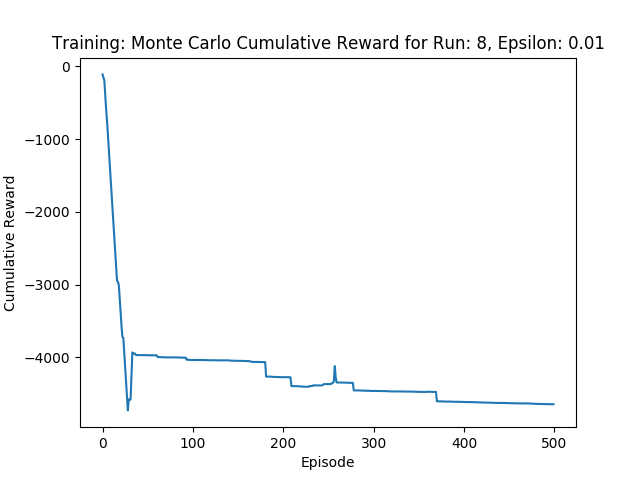 Training: Monte Carlo Cumulative Reward for Run: 8, Epsilon: 0.01
0
−1000
−2000
−3000
−4000
Cumulative Reward
0 100 200 300 400 500
Episode